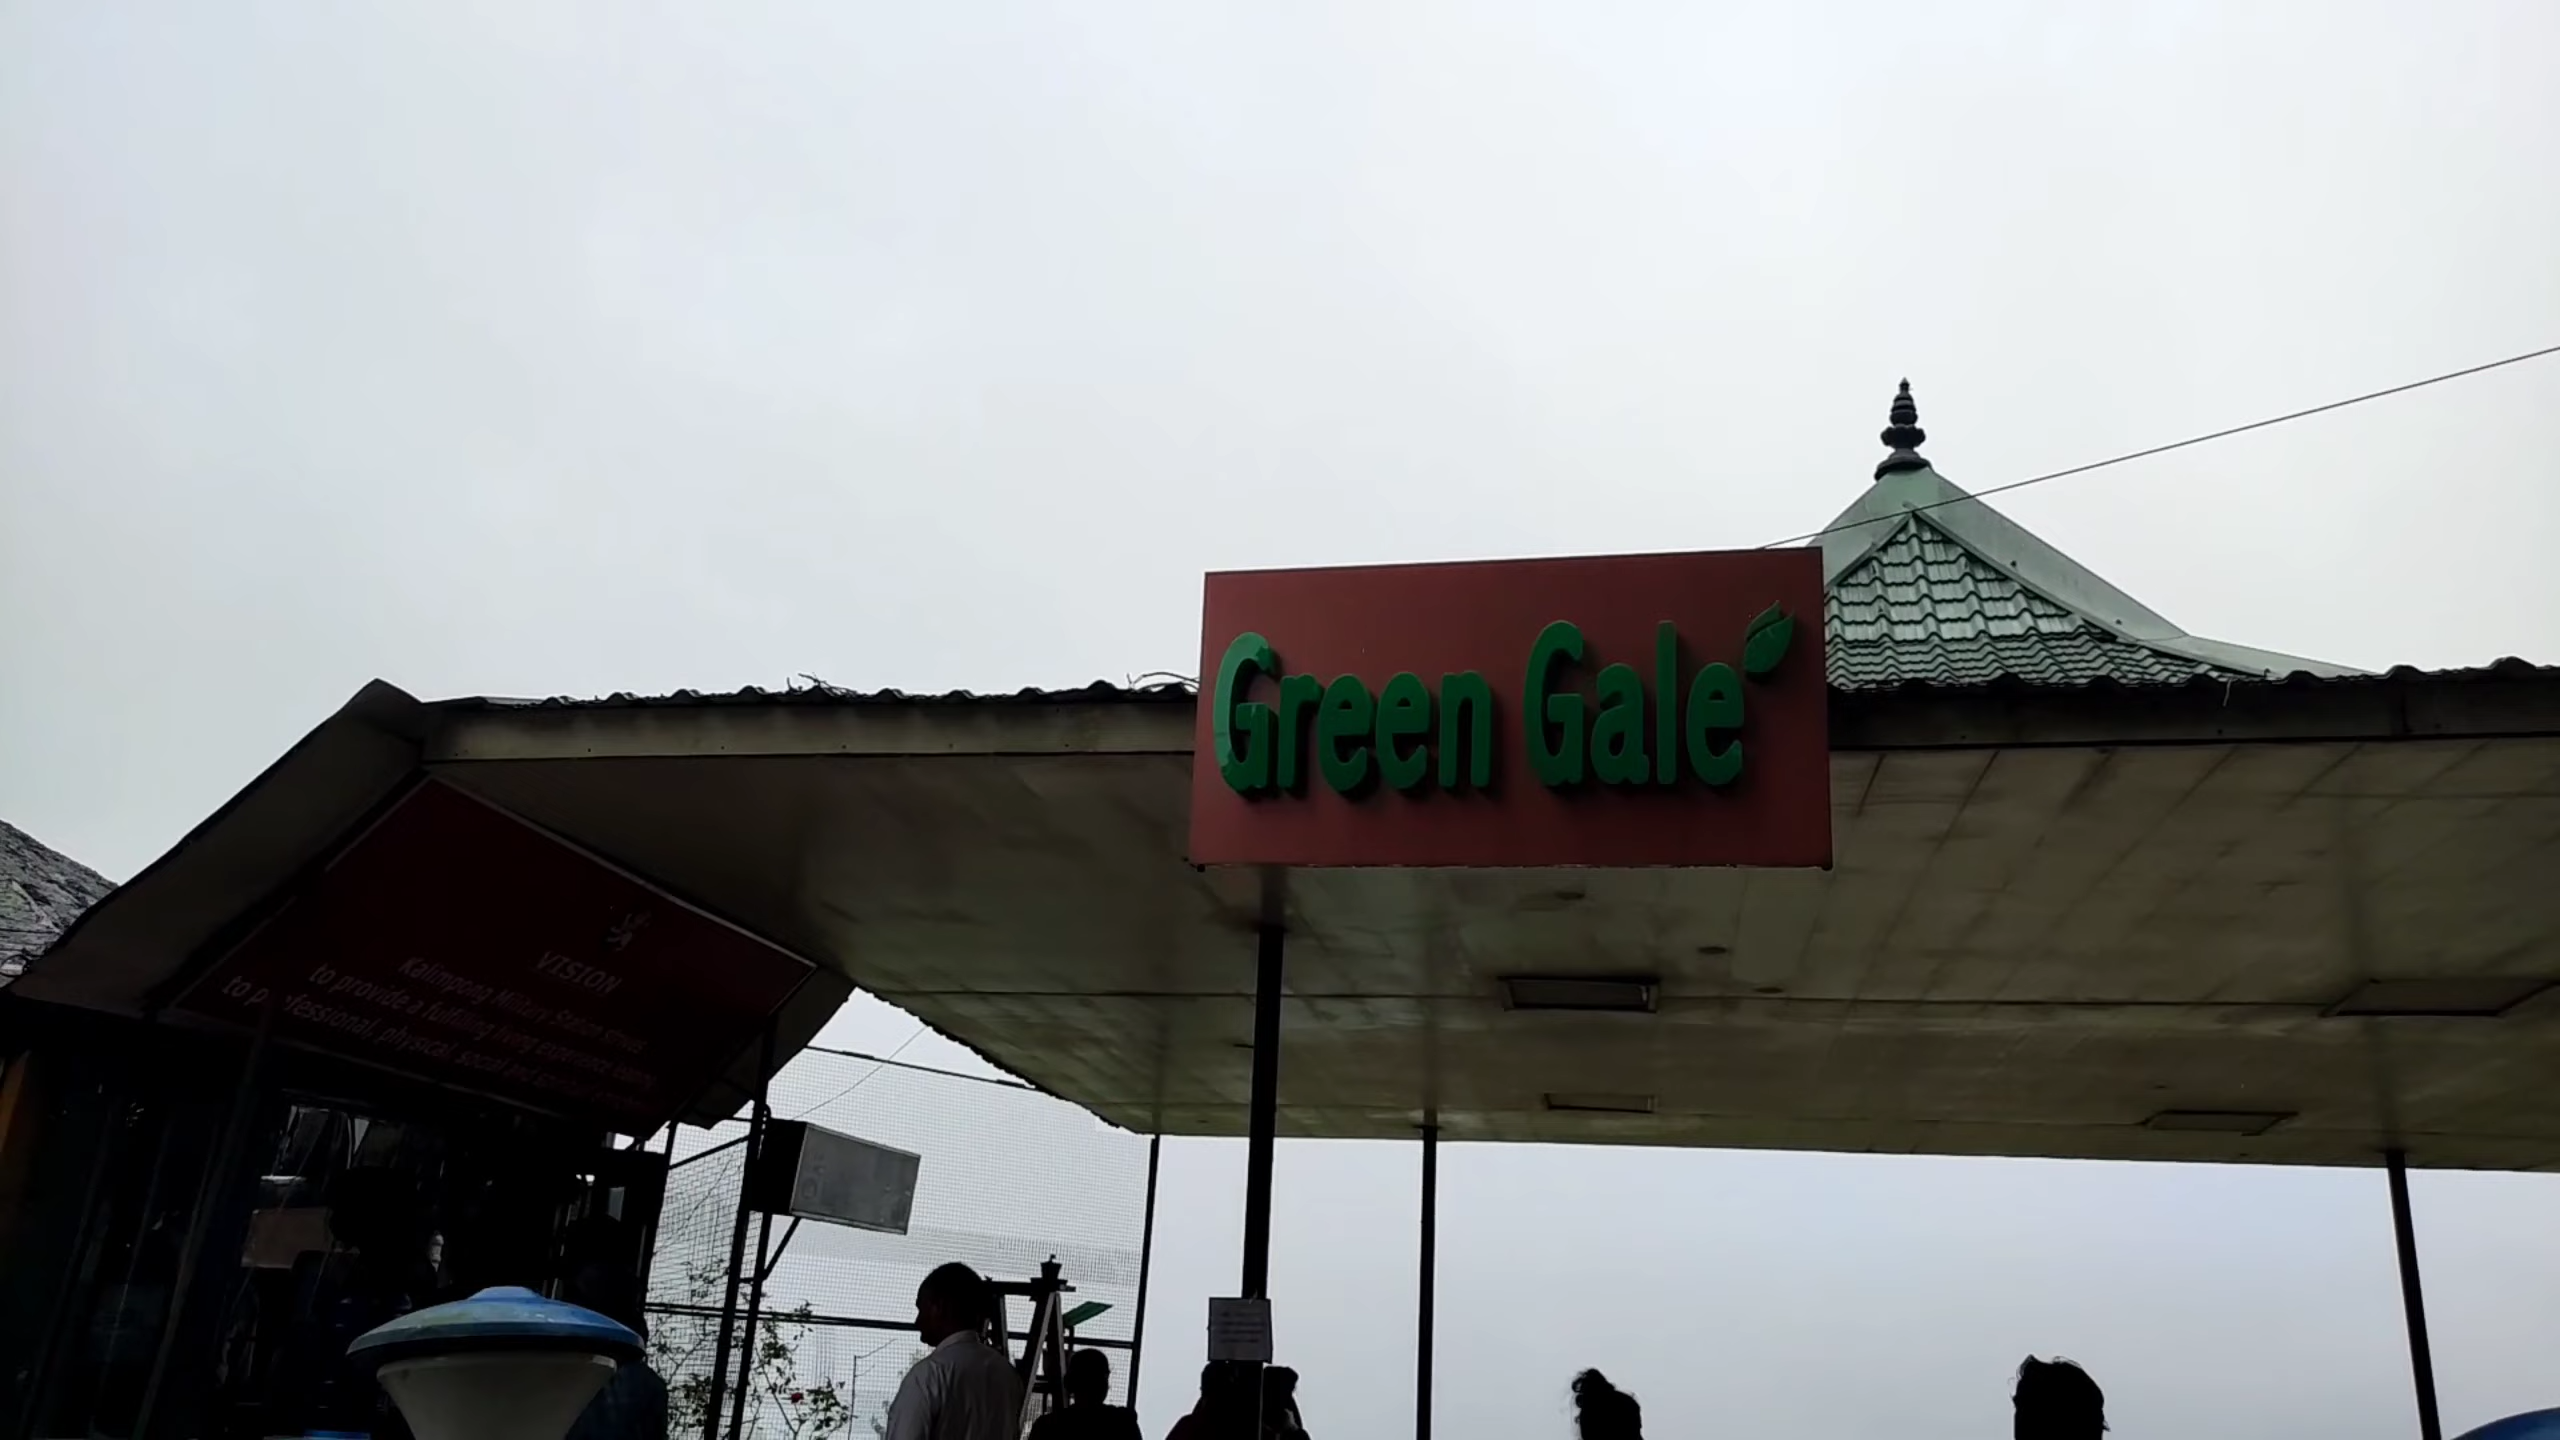 Green Gale
VISION
Kalimpong Military Station strives
to provide a fulfilling living experience leading
to professional, physical, social and spiritual